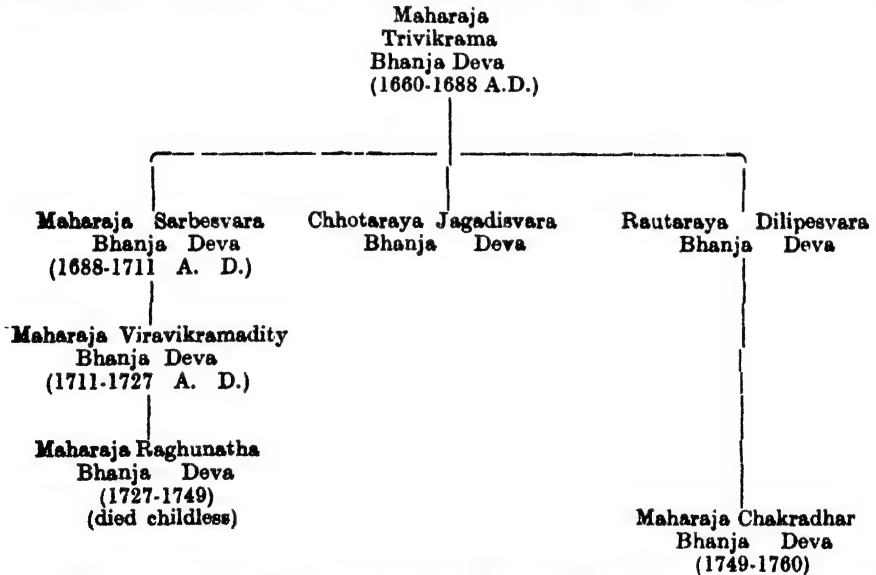 Maharaja
Trivikrama
Bhanja Deva
(1660-1688 A.D.)
Maharaja Sarbesvara
Bhanja Deva
(1688-1711 A. D.)
Chhotaraya Jagadisvara
Bhanja Deva
Rautaraya Dilipesvara
Bhanja Deva
Maharaja Viravikramadity
Bhanja Deva
(1711-1727 A. D.)
Maharaja Raghunatha
Bhanja Deva
(1727-1749)
(died childless)
Maharaja Chakradhar
Bhanja Deva
(1749-1760)